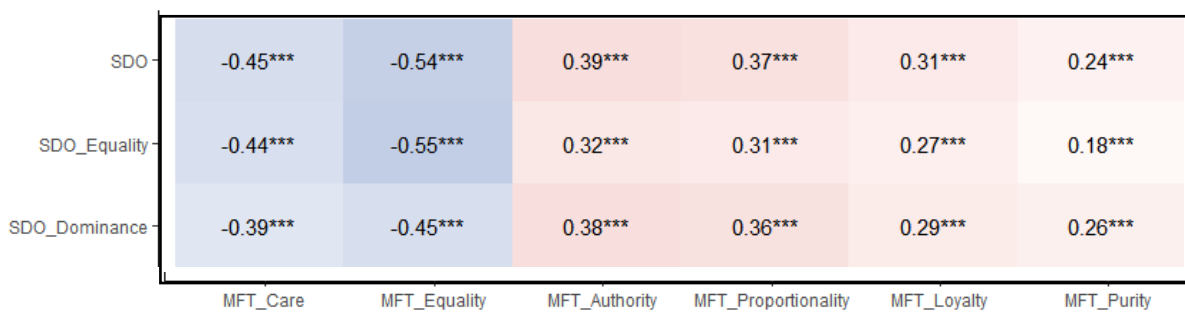 SDO -0.45*** -0.54*** 0.39*** 0.37*** 0.31*** 0.24***
SDO_Equality -0.44*** -0.55*** 0.32*** 0.31*** 0.27*** 0.18***
SDO_Dominance -0.39*** -0.45*** 0.38*** 0.36*** 0.29*** 0.26***
MFT_Care MFT_Equality MFT_Authority MFT_Proportionality MFT_Loyalty MFT_Purity